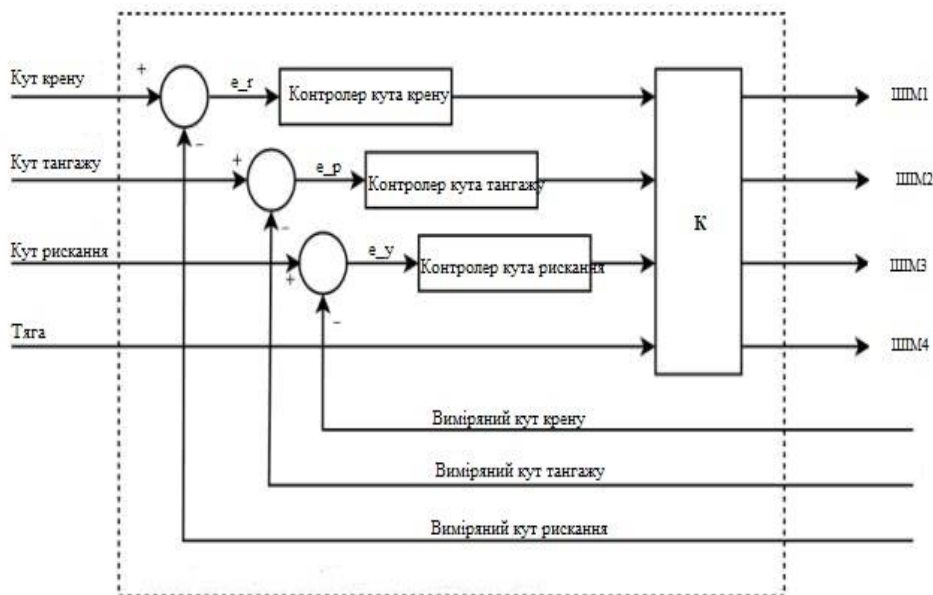 Кут крену
+
e_r
Контролер кута крену
ШІМ1
–
Кут тангажу
+
e_p
Контролер кута тангажу
ШІМ2
–
К
Кут рискання
+
e_y
Контролер кута рискання
ШІМ3
–
Тяга
ШІМ4
Виміряний кут крену
Виміряний кут тангажу
Виміряний кут рискання